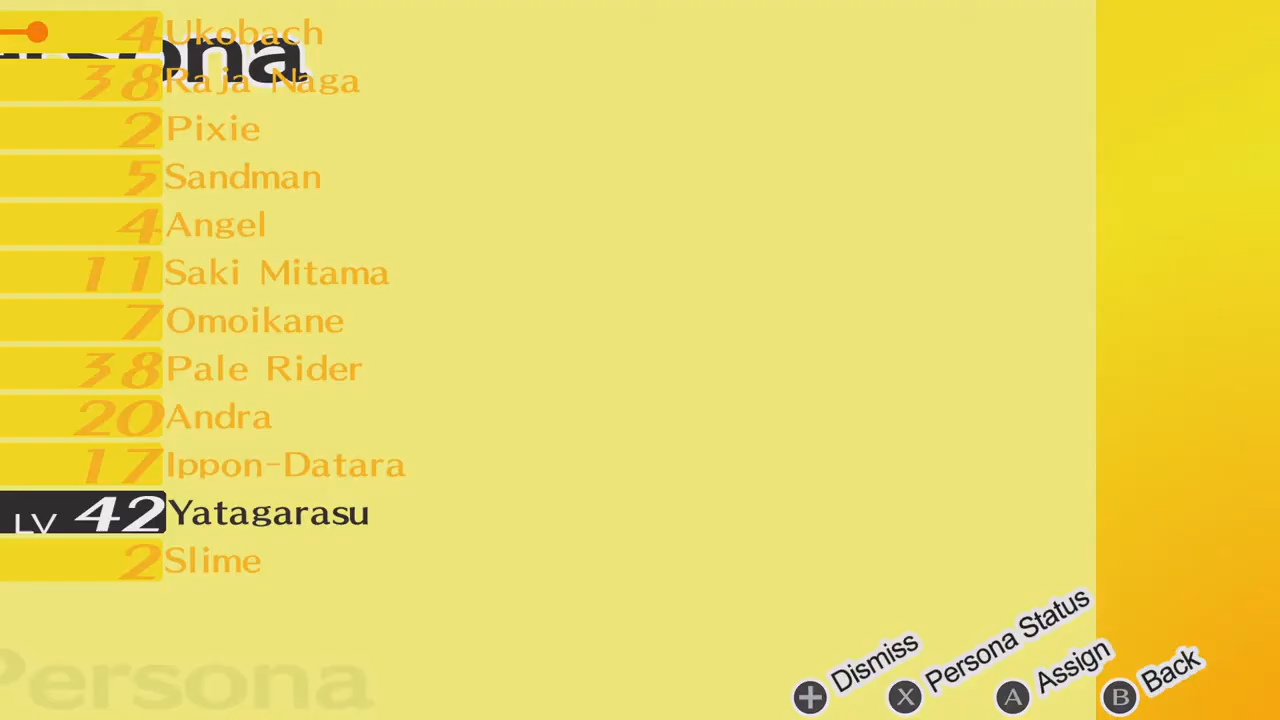 Persona
4 Ukobach
38 Raja Naga
2 Pixie
5 Sandman
4 Angel
11 Saki Mitama
7 Omoikane
38 Pale Rider
20 Andra
17 Ippon-Datara
LV 42 Yatagarasu
2 Slime
Persona
+ Dismiss X Persona Status A Assign B Back